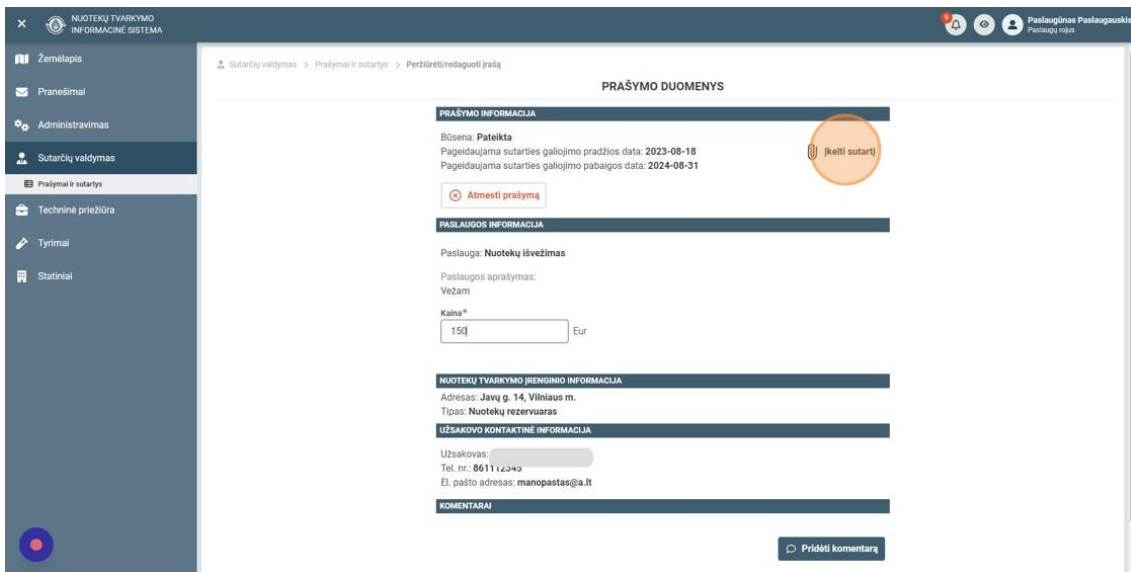 NUOTEKŲ TVARKYMO
INFORMACINĖ SISTEMA
9
Paslaugūnas Paslaugauskis
Paslaugų rojus
Žemėlapis
Pranešimai
Administravimas
Sutarčių valdymas
Prašymai ir sutartys
Techninė priežiūra
Tyrimai
Statiniai
Sutarčių valdymas > Prašymai ir sutartys > Peržiūrėti/redaguoti įrašą
PRAŠYMO DUOMENYS
PRAŠYMO INFORMACIJA
Būsena: Pateikta
Pageidaujama sutarties galiojimo pradžios data: 2023-08-18
Pageidaujama sutarties galiojimo pabaigos data: 2024-08-31
Įkelti sutartį
Atmesti prašymą
PASLAUGOS INFORMACIJA
Paslauga: Nuotekų išvežimas
Paslaugos aprašymas:
Vežam
Kaina*
150 Eur
NUOTEKŲ TVARKYMO ĮRENGINIO INFORMACIJA
Adresas: Javų g. 14, Vilniaus m.
Tipas: Nuotekų rezervuaras
UŽSAKOVO KONTAKTINĖ INFORMACIJA
Užsakovas:
Tel. nr.: 861112345
El. pašto adresas: manopastas@a.lt
KOMENTARAI
Pridėti komentarą